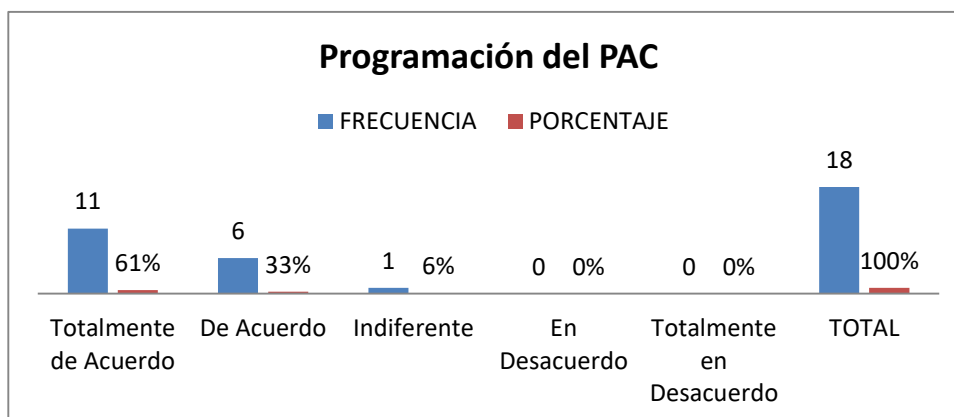 Programación del PAC
FRECUENCIA PORCENTAJE
11 61% 6 33% 1 6% 0 0% 0 0% 18 100%
Totalmente de Acuerdo
De Acuerdo
Indiferente
En Desacuerdo
Totalmente en Desacuerdo
TOTAL